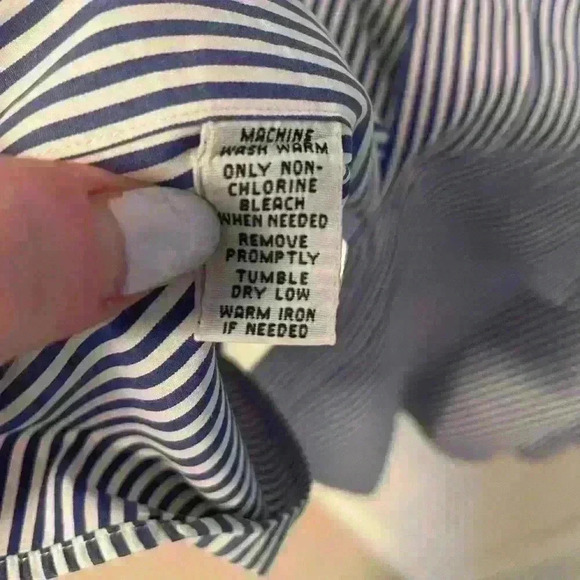 MACHINE
WASH WARM
ONLY NON-
CHLORINE
BLEACH
WHEN NEEDED
REMOVE
PROMPTLY
TUMBLE
DRY LOW
WARM IRON
IF NEEDED